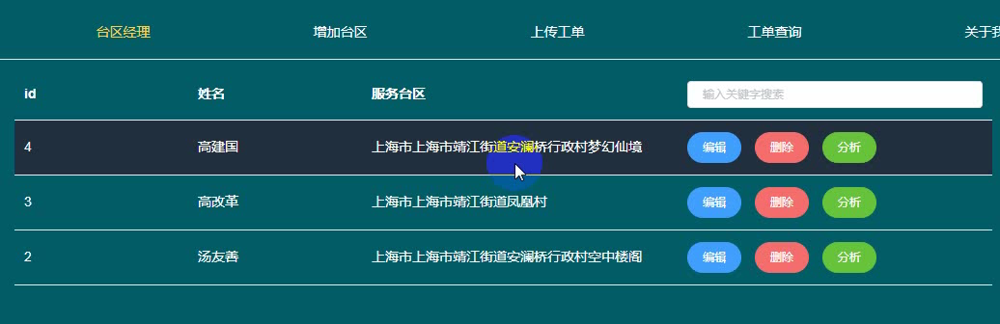 台区经理 增加台区 上传工单 工单查询 关于我
id 姓名 服务台区 输入关键字搜索
4 高建国 上海市上海市靖江街道安澜桥行政村梦幻仙境 编辑 删除 分析
3 高改革 上海市上海市靖江街道凤凰村 编辑 删除 分析
2 汤友善 上海市上海市靖江街道安澜桥行政村空中楼阁 编辑 删除 分析